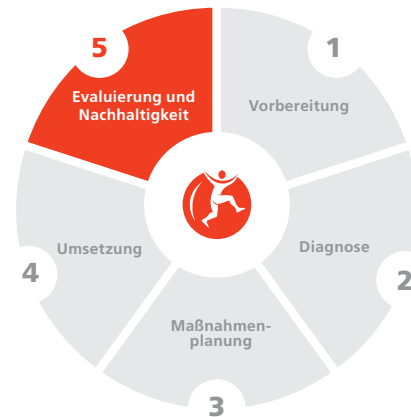 1
Vorbereitung
2
Diagnose
3
Maßnahmen-
planung
4
Umsetzung
5
Evaluierung und
Nachhaltigkeit